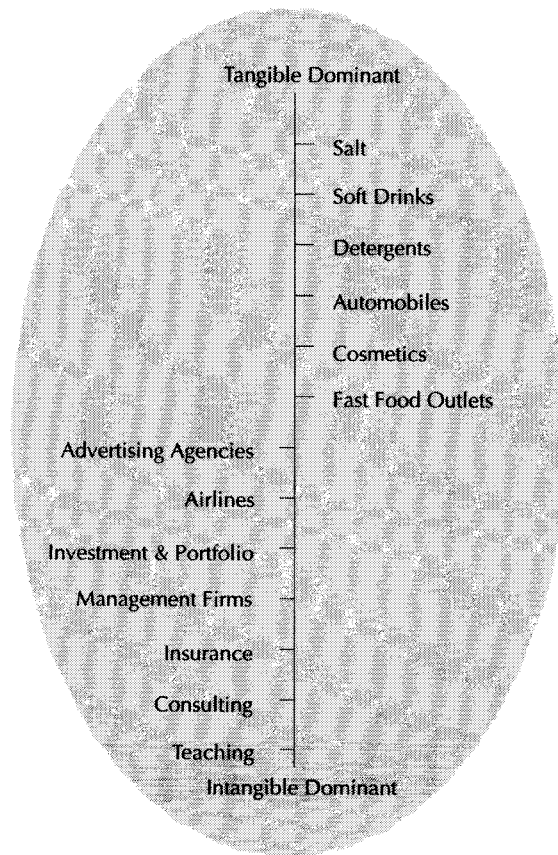 Tangible Dominant
Salt
Soft Drinks
Detergents
Automobiles
Cosmetics
Fast Food Outlets
Advertising Agencies
Airlines
Investment & Portfolio
Management Firms
Insurance
Consulting
Teaching
Intangible Dominant